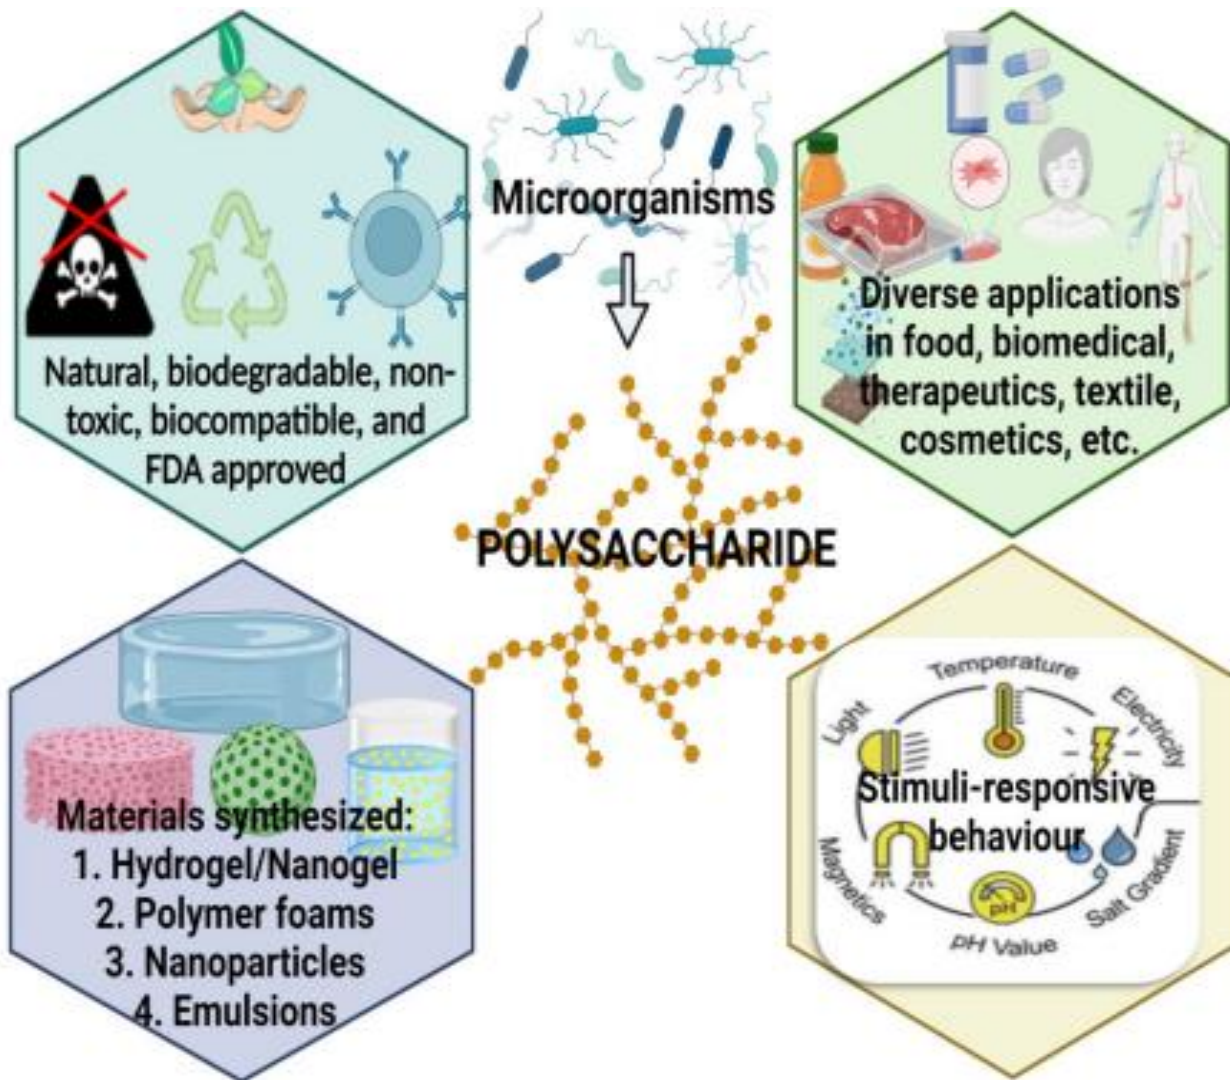 Microorganisms
Natural, biodegradable, non-
toxic, biocompatible, and
FDA approved
Diverse applications
in food, biomedical,
therapeutics, textile,
cosmetics, etc.
POLYSACCHARIDE
Materials synthesized:
1. Hydrogel/Nanogel
2. Polymer foams
3. Nanoparticles
4. Emulsions
Temperature
Light
Electricity
Stimuli-responsive
behaviour
Magnetics
Salt Gradient
pH
pH Value